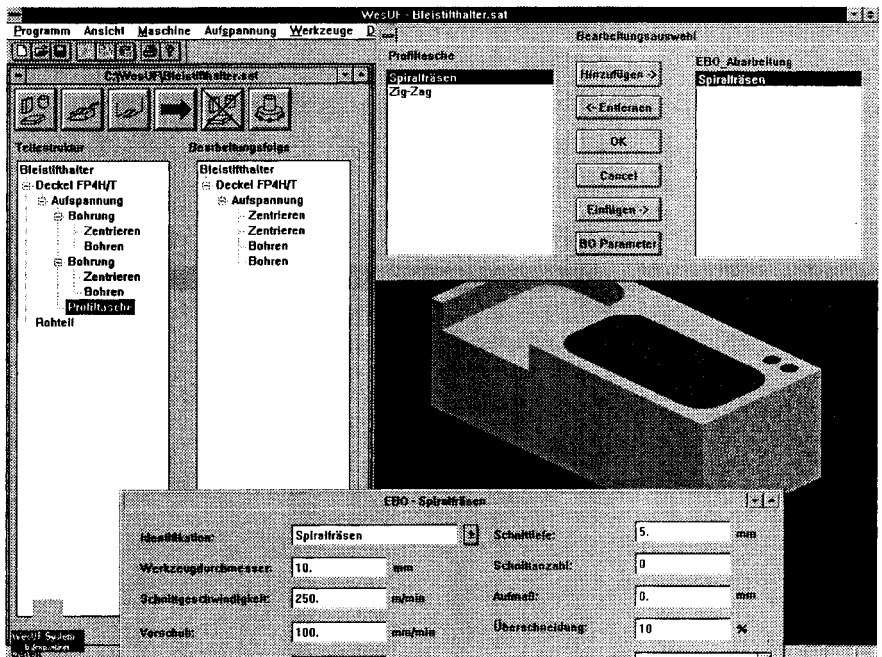 WesUF - Bleistifthalter.sat
Programm Ansicht Maschine Aufspannung Werkzeuge D
C:\WesUF\Bleistifthalter.sat
Teilestruktur
Bleistifthalter
Deckel FP4H/T
Aufspannung
Bohrung
Zentrieren
Bohren
Bohrung
Zentrieren
Bohren
Profiltasche
Rohteil
Bearbeitungsfolge
Bleistifthalter
Deckel FP4H/T
Aufspannung
Zentrieren
Zentrieren
Bohren
Bohren
Bearbeitungsauswahl
Profiltasche
Spiralfräsen
Zig-Zag
Hinzufügen ->
<- Entfernen
OK
Cancel
Einfügen ->
BO Parameter
EBO_Abarbeitung
Spiralfräsen
EBO - Spiralfräsen
Identifikation: Spiralfräsen
Werkzeugdurchmesser: 10. mm
Schnittgeschwindigkeit: 250. m/min
Vorschub: 100. mm/min
Schnittiefe: 5. mm
Schnittanzahl: 0
Aufmaß: 0. mm
Überschneidung: 10 %
WesUF System